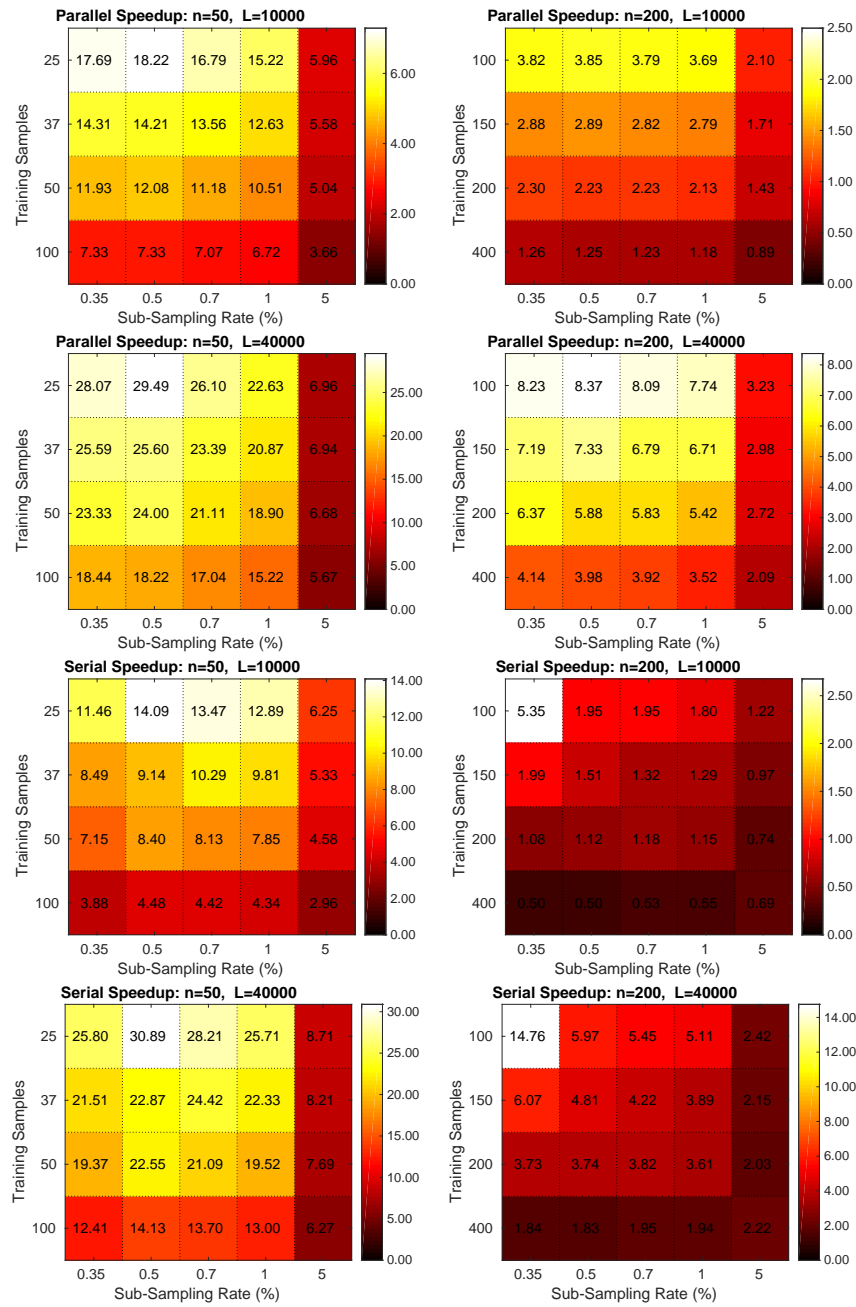 Parallel Speedup: n=50, L=10000
25 17.69 18.22 16.79 15.22 5.96
37 14.31 14.21 13.56 12.63 5.58
50 11.93 12.08 11.18 10.51 5.04
100 7.33 7.33 7.07 6.72 3.66
0.35 0.5 0.7 1 5
Sub-Sampling Rate (%)
Training Samples
6.00
4.00
2.00
0.00
Parallel Speedup: n=200, L=10000
100 3.82 3.85 3.79 3.69 2.10
150 2.88 2.89 2.82 2.79 1.71
200 2.30 2.23 2.23 2.13 1.43
400 1.26 1.25 1.23 1.18 0.89
0.35 0.5 0.7 1 5
Sub-Sampling Rate (%)
Training Samples
2.50
2.00
1.50
1.00
0.50
0.00
Parallel Speedup: n=50, L=40000
25 28.07 29.49 26.10 22.63 6.96
37 25.59 25.60 23.39 20.87 6.94
50 23.33 24.00 21.11 18.90 6.68
100 18.44 18.22 17.04 15.22 5.67
0.35 0.5 0.7 1 5
Sub-Sampling Rate (%)
Training Samples
25.00
20.00
15.00
10.00
5.00
0.00
Parallel Speedup: n=200, L=40000
100 8.23 8.37 8.09 7.74 3.23
150 7.19 7.33 6.79 6.71 2.98
200 6.37 5.88 5.83 5.42 2.72
400 4.14 3.98 3.92 3.52 2.09
0.35 0.5 0.7 1 5
Sub-Sampling Rate (%)
Training Samples
8.00
7.00
6.00
5.00
4.00
3.00
2.00
1.00
0.00
Serial Speedup: n=50, L=10000
25 11.46 14.09 13.47 12.89 6.25
37 8.49 9.14 10.29 9.81 5.33
50 7.15 8.40 8.13 7.85 4.58
100 3.88 4.48 4.42 4.34 2.96
0.35 0.5 0.7 1 5
Sub-Sampling Rate (%)
Training Samples
14.00
12.00
10.00
8.00
6.00
4.00
2.00
0.00
Serial Speedup: n=200, L=10000
100 5.35 1.95 1.95 1.80 1.22
150 1.99 1.51 1.32 1.29 0.97
200 1.08 1.12 1.18 1.15 0.74
400 0.50 0.50 0.53 0.55 0.69
0.35 0.5 0.7 1 5
Sub-Sampling Rate (%)
Training Samples
2.50
2.00
1.50
1.00
0.50
0.00
Serial Speedup: n=50, L=40000
25 25.80 30.89 28.21 25.71 8.71
37 21.51 22.87 24.42 22.33 8.21
50 19.37 22.55 21.09 19.52 7.69
100 12.41 14.13 13.70 13.00 6.27
0.35 0.5 0.7 1 5
Sub-Sampling Rate (%)
Training Samples
30.00
25.00
20.00
15.00
10.00
5.00
0.00
Serial Speedup: n=200, L=40000
100 14.76 5.97 5.45 5.11 2.42
150 6.07 4.81 4.22 3.89 2.15
200 3.73 3.74 3.82 3.61 2.03
400 1.84 1.83 1.95 1.94 2.22
0.35 0.5 0.7 1 5
Sub-Sampling Rate (%)
Training Samples
14.00
12.00
10.00
8.00
6.00
4.00
2.00
0.00